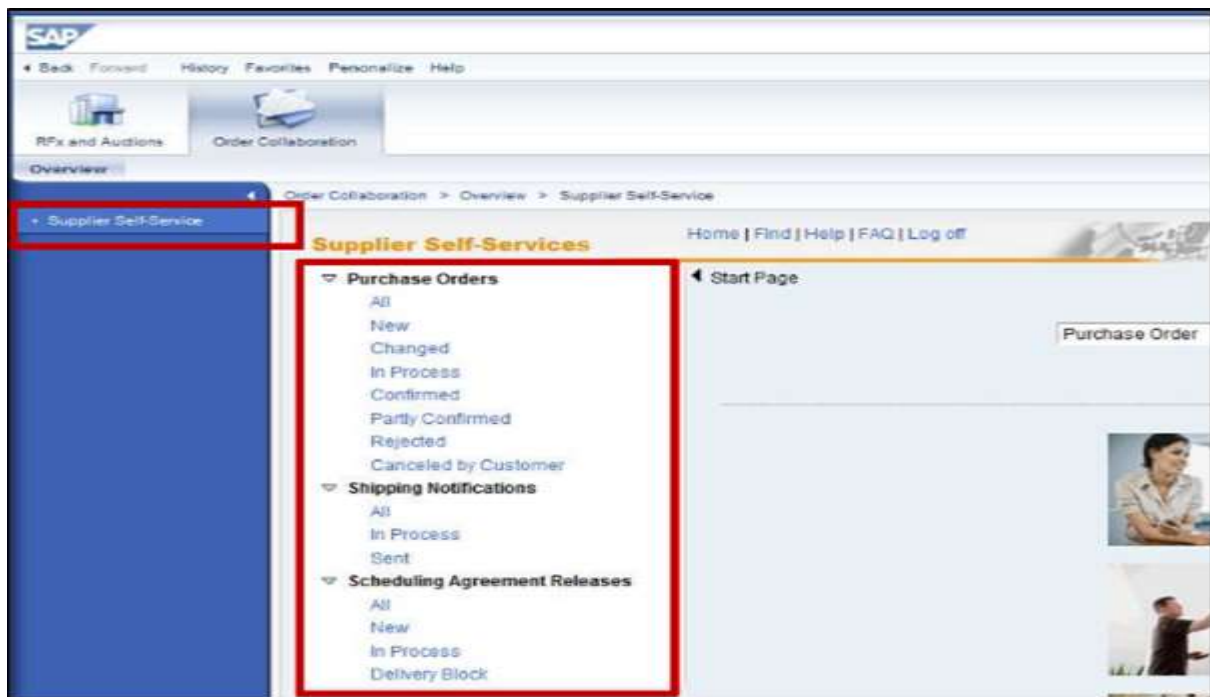 SAP
Back Forward History Favorites Personalize Help
RFx and Auctions Order Collaboration
Overview
Order Collaboration > Overview > Supplier Self-Service
• Supplier Self-Service
Supplier Self-Services
Home | Find | Help | FAQ | Log off
Purchase Orders
All
New
Changed
In Process
Confirmed
Partly Confirmed
Rejected
Canceled by Customer
Shipping Notifications
All
In Process
Sent
Scheduling Agreement Releases
All
New
In Process
Delivery Block
Start Page
Purchase Order